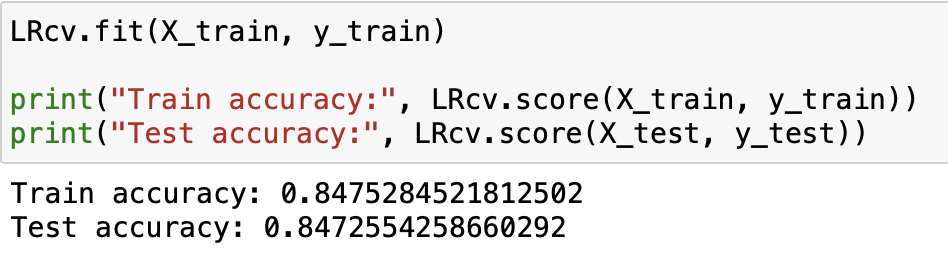 LRcv.fit(X_train, y_train)
print("Train accuracy:", LRcv.score(X_train, y_train))
print("Test accuracy:", LRcv.score(X_test, y_test))
Train accuracy: 0.8475284521812502
Test accuracy: 0.8472554258660292